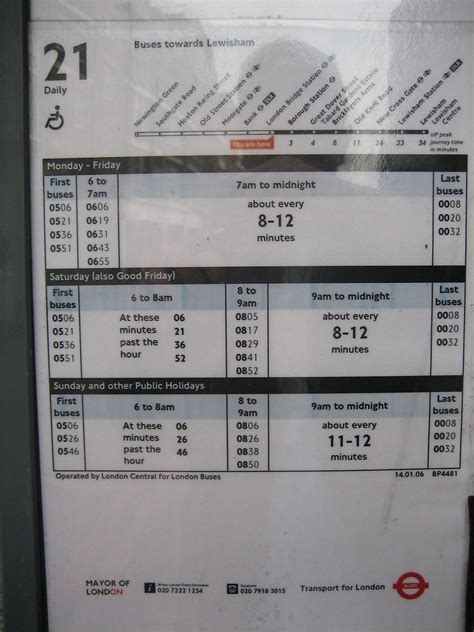 21
Daily
Buses towards Lewisham
Newington Green
Southgate Road
Hoxton Baring Street
Old Street Station
Moorgate
Bank DLR
London Bridge Station
Borough Station
Great Dover Street
Tabard Gardens Estate
Bricklayers Arms
Old Kent Road
New Cross Gate
Lewisham Station DLR
Lewisham
Lewisham Centre
You are here 3 4 8 11 24 33 34
off peak
journey time
in minutes
Monday - Friday
First buses
0506
0521
0536
0551
6 to 7am
0606
0619
0631
0643
0655
7am to midnight
about every
8-12
minutes
Last buses
0008
0020
0032
Saturday (also Good Friday)
First buses
0506
0521
0536
0551
6 to 8am
At these 06
minutes 21
past the 36
hour 52
8 to 9am
0805
0817
0829
0841
0852
9am to midnight
about every
8-12
minutes
Last buses
0008
0020
0032
Sunday and other Public Holidays
First buses
0506
0526
0546
6 to 8am
At these 06
minutes 26
past the 46
hour
8 to 9am
0806
0826
0838
0850
9am to midnight
about every
11-12
minutes
Last buses
0008
0020
0032
Operated by London Central for London Buses
14.01.06 BP4481
MAYOR OF
LONDON
020 7222 1234
020 7918 3015
Transport for London